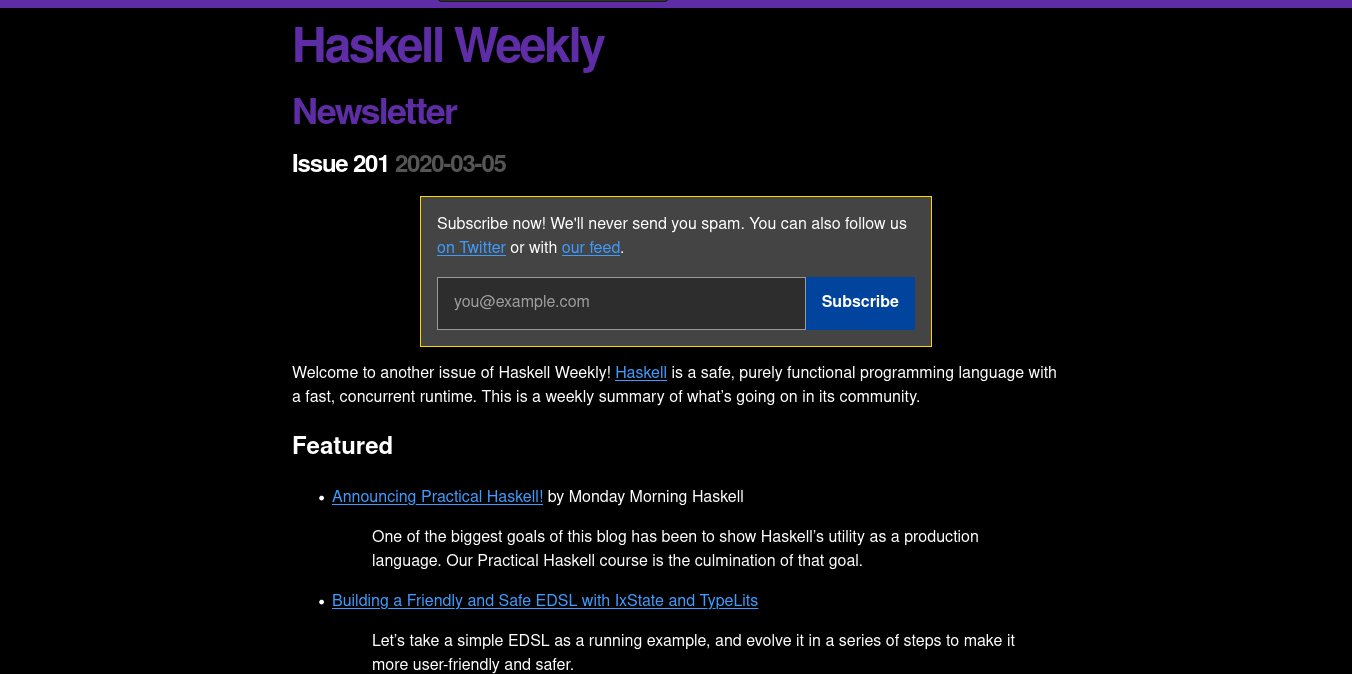 Haskell Weekly
Newsletter
Issue 201 2020-03-05
Subscribe now! We'll never send you spam. You can also follow us
on Twitter or with our feed.
you@example.com
Subscribe
Welcome to another issue of Haskell Weekly! Haskell is a safe, purely functional programming language with
a fast, concurrent runtime. This is a weekly summary of what’s going on in its community.
Featured
• Announcing Practical Haskell! by Monday Morning Haskell
One of the biggest goals of this blog has been to show Haskell’s utility as a production
language. Our Practical Haskell course is the culmination of that goal.
• Building a Friendly and Safe EDSL with IxState and TypeLits
Let’s take a simple EDSL as a running example, and evolve it in a series of steps to make it
more user-friendly and safer.